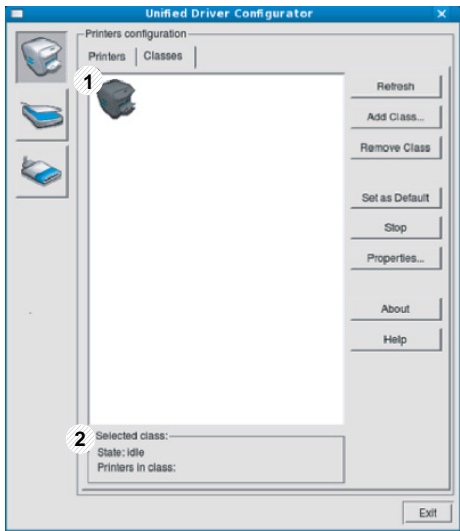 Unified Driver Configurator
Printers configuration
Printers Classes
1
Refresh
Add Class...
Remove Class
Set as Default
Stop
Properties...
About
Help
2 Selected class:
State: idle
Printers in class:
Exit